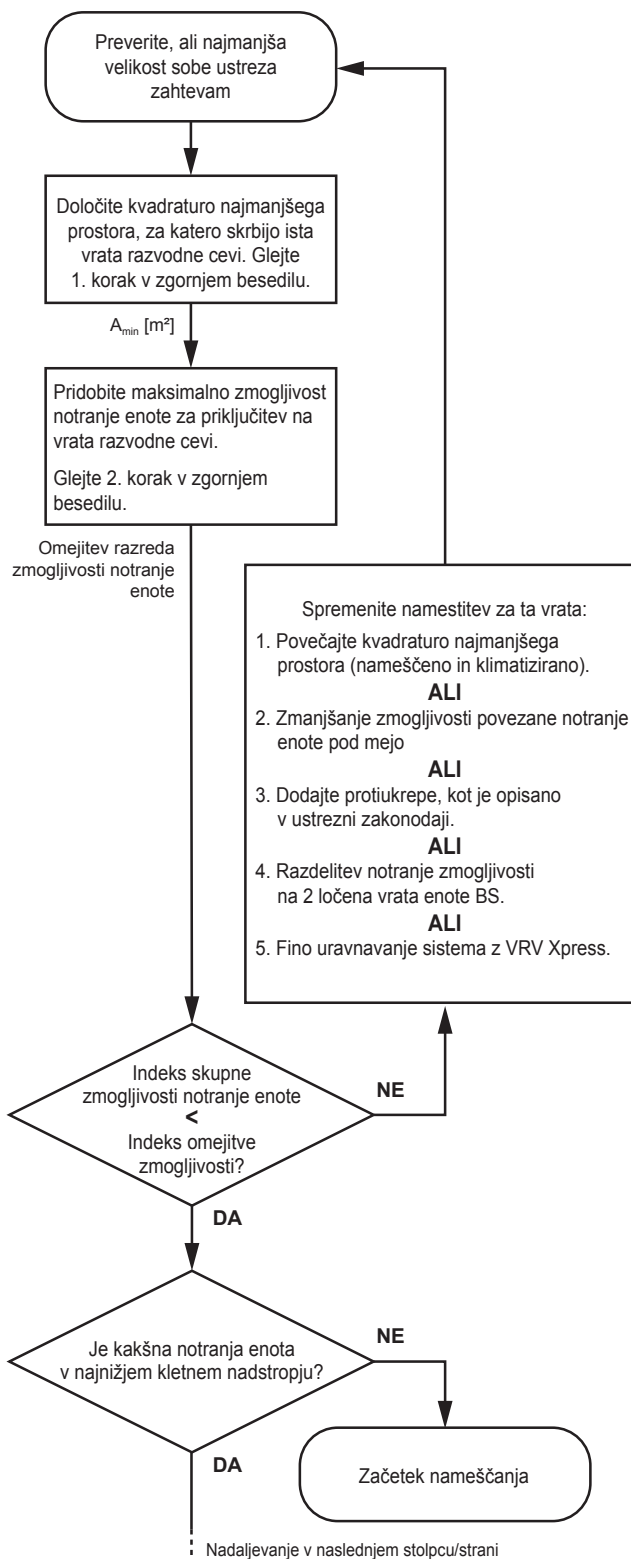 Preverite, ali najmanjša
velikost sobe ustreza
zahtevam
Določite kvadraturo najmanjšega
prostora, za katero skrbijo ista
vrata razvodne cevi. Glejte
1. korak v zgornjem besedilu.
Amin [m²]
Pridobite maksimalno zmogljivost
notranje enote za priključitev na
vrata razvodne cevi.
Glejte 2. korak v zgornjem
besedilu.
Omejitev razreda
zmogljivosti notranje
enote
Spremenite namestitev za ta vrata:
1. Povečajte kvadraturo najmanjšega
prostora (nameščeno in klimatizirano).
ALI
2. Zmanjšanje zmogljivosti povezane notranje
enote pod mejo
ALI
3. Dodajte protiukrepe, kot je opisano
v ustrezni zakonodaji.
ALI
4. Razdelitev notranje zmogljivosti
na 2 ločena vrata enote BS.
ALI
5. Fino uravnavanje sistema z VRV Xpress.
Indeks skupne
zmogljivosti notranje enote
<
Indeks omejitve
zmogljivosti?
NE
DA
Je kakšna notranja enota
v najnižjem kletnem nadstropju?
NE
DA
Začetek nameščanja
Nadaljevanje v naslednjem stolpcu/strani